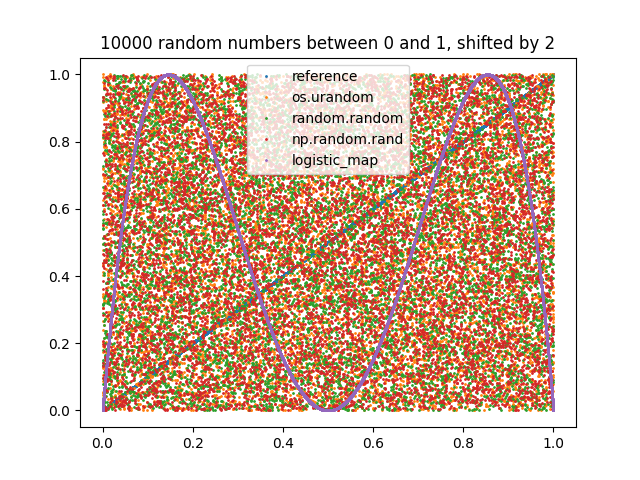 10000 random numbers between 0 and 1, shifted by 2
reference
os.urandom
random.random
np.random.rand
logistic_map
1.0
0.8
0.6
0.4
0.2
0.0
0.0 0.2 0.4 0.6 0.8 1.0